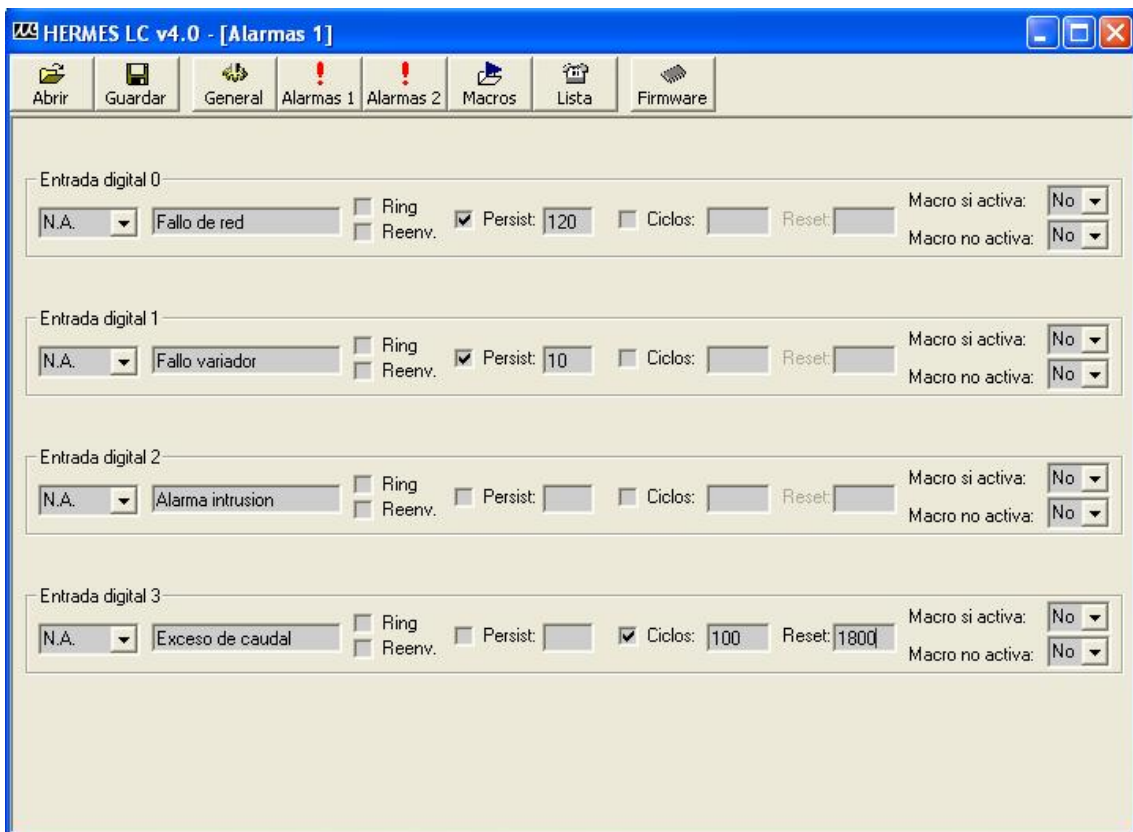 HERMES LC v4.0 - [Alarmas 1]
Abrir Guardar General Alarmas 1 Alarmas 2 Macros Lista Firmware
Entrada digital 0
N.A. Fallo de red Ring Reenv. Persist: 120 Ciclos: Reset: Macro si activa: No
Macro no activa: No
Entrada digital 1
N.A. Fallo variador Ring Reenv. Persist: 10 Ciclos: Reset: Macro si activa: No
Macro no activa: No
Entrada digital 2
N.A. Alarma intrusion Ring Reenv. Persist: Ciclos: Reset: Macro si activa: No
Macro no activa: No
Entrada digital 3
N.A. Exceso de caudal Ring Reenv. Persist: Ciclos: 100 Reset: 1800 Macro si activa: No
Macro no activa: No